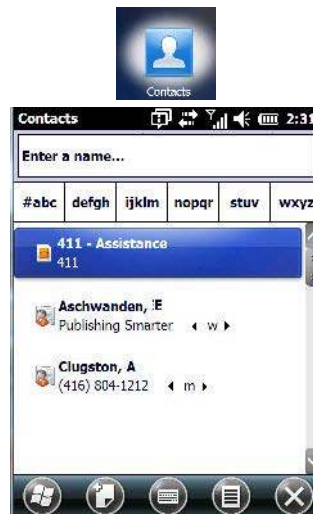 Contacts
Contacts 2:31
Enter a name...
#abc defgh ijklm nopqr stuv wxyz
411 - Assistance
411
Aschwanden, E
Publishing Smarter w
Clugston, A
(416) 804-1212 m